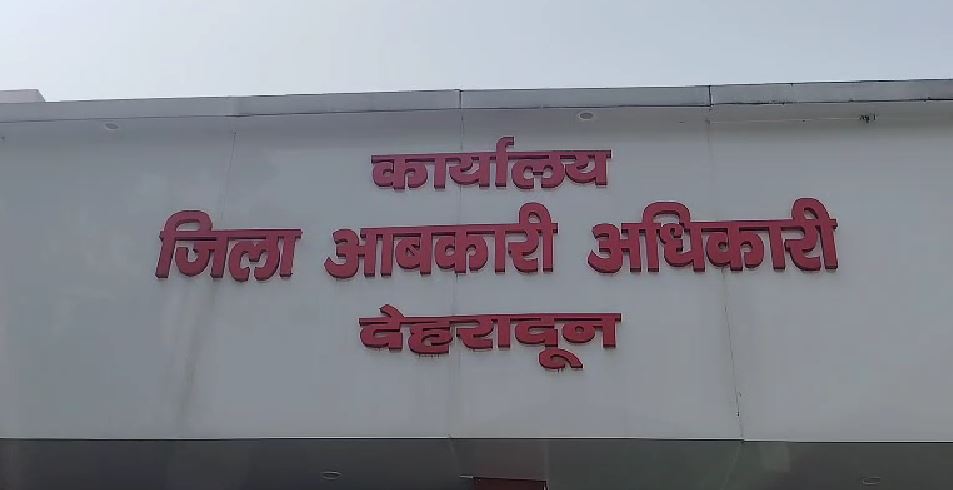 कार्यालय
जिला आबकारी अधिकारी
देहरादून